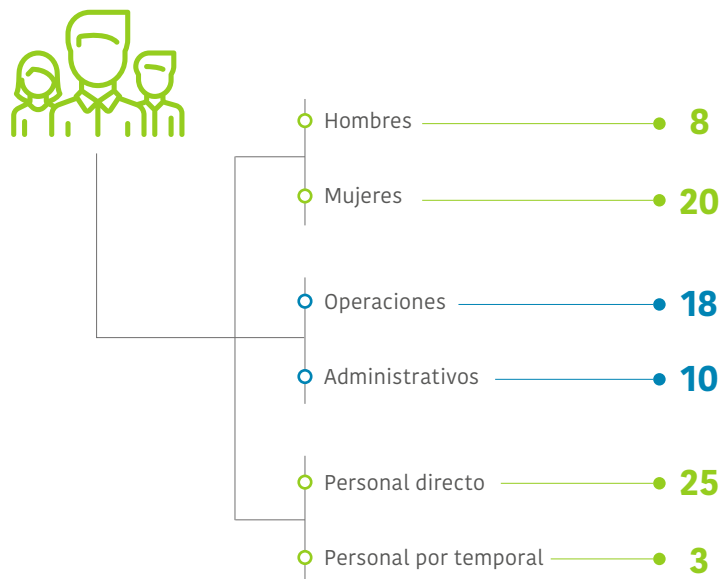 Hombres 8
Mujeres 20
Operaciones 18
Administrativos 10
Personal directo 25
Personal por temporal 3